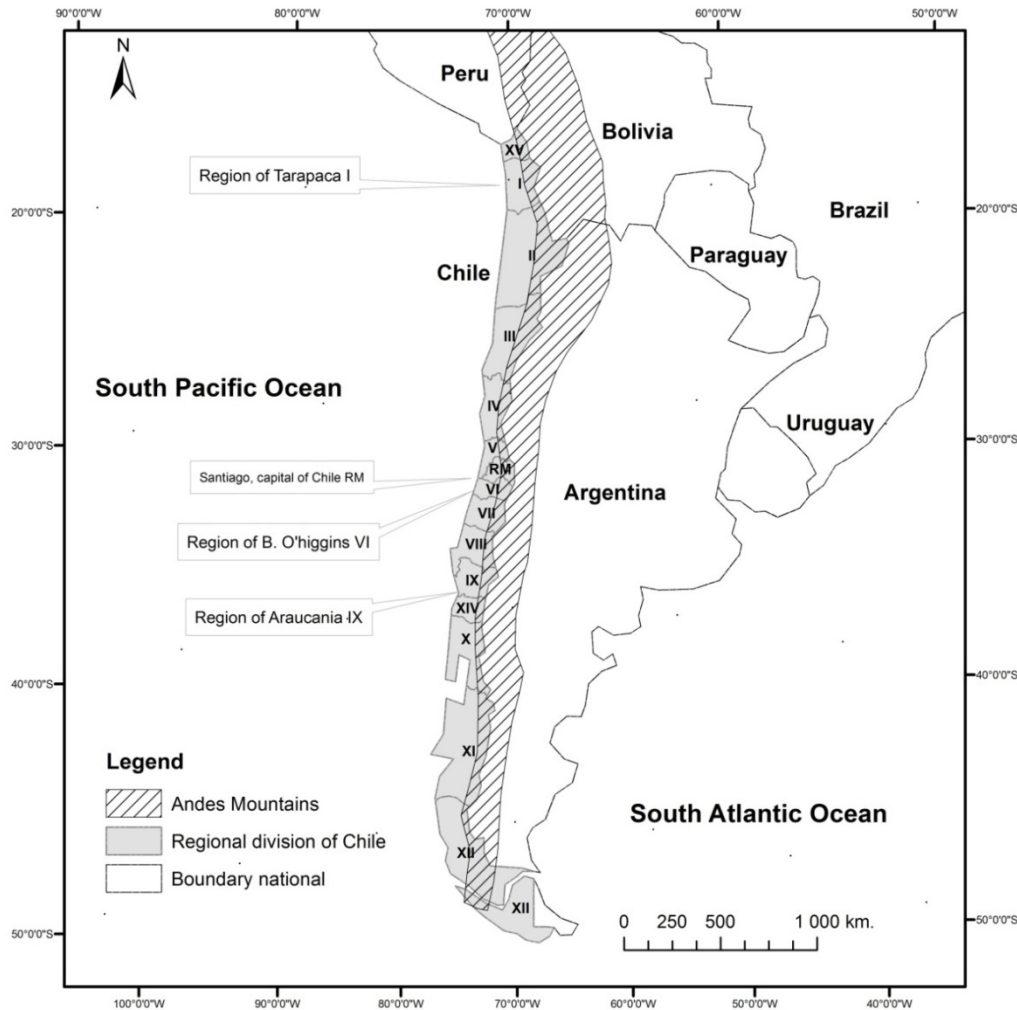 90°0'0"W
80°0'0"W
70°0'0"W
60°0'0"W
50°0'0"W
N
Peru
Bolivia
XV
Region of Tarapaca I
I
20°0'0"S
20°0'0"S
Brazil
Chile
II
Paraguay
III
South Pacific Ocean
IV
Uruguay
30°0'0"S
30°0'0"S
V
Santiago, capital of Chile RM
RM
VI
Argentina
VII
Region of B. O'higgins VI
VIII
IX
Region of Araucania IX
XIV
X
40°0'0"S
40°0'0"S
XI
Legend
Andes Mountains
South Atlantic Ocean
Regional division of Chile
XII
Boundary national
XII
0 250 500 1 000 km.
50°0'0"S
50°0'0"S
100°0'0"W
90°0'0"W
80°0'0"W
70°0'0"W
60°0'0"W
50°0'0"W
40°0'0"W